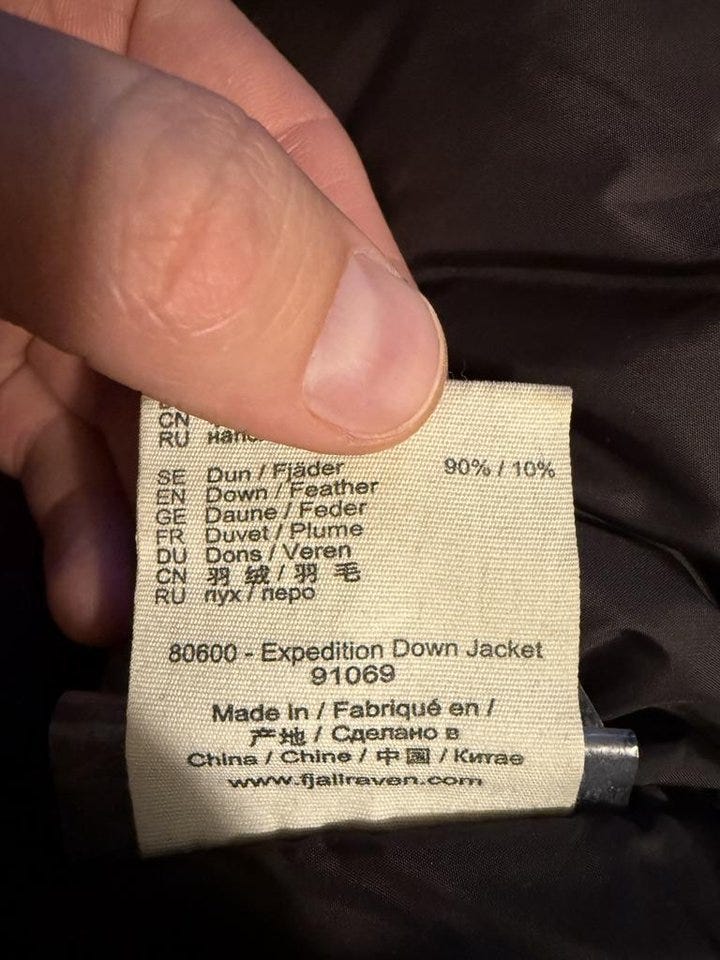 CN
RU
SE Dun / Fjäder 90% / 10%
EN Down / Feather
GE Daune / Feder
FR Duvet / Plume
DU Dons / Veren
CN 羽 绒 / 羽 毛
RU пух / перо
80600 - Expedition Down Jacket
91069
Made in / Fabriqué en /
产地 / Сделано в
China / Chine / 中国 / Китае
www.fjallraven.com